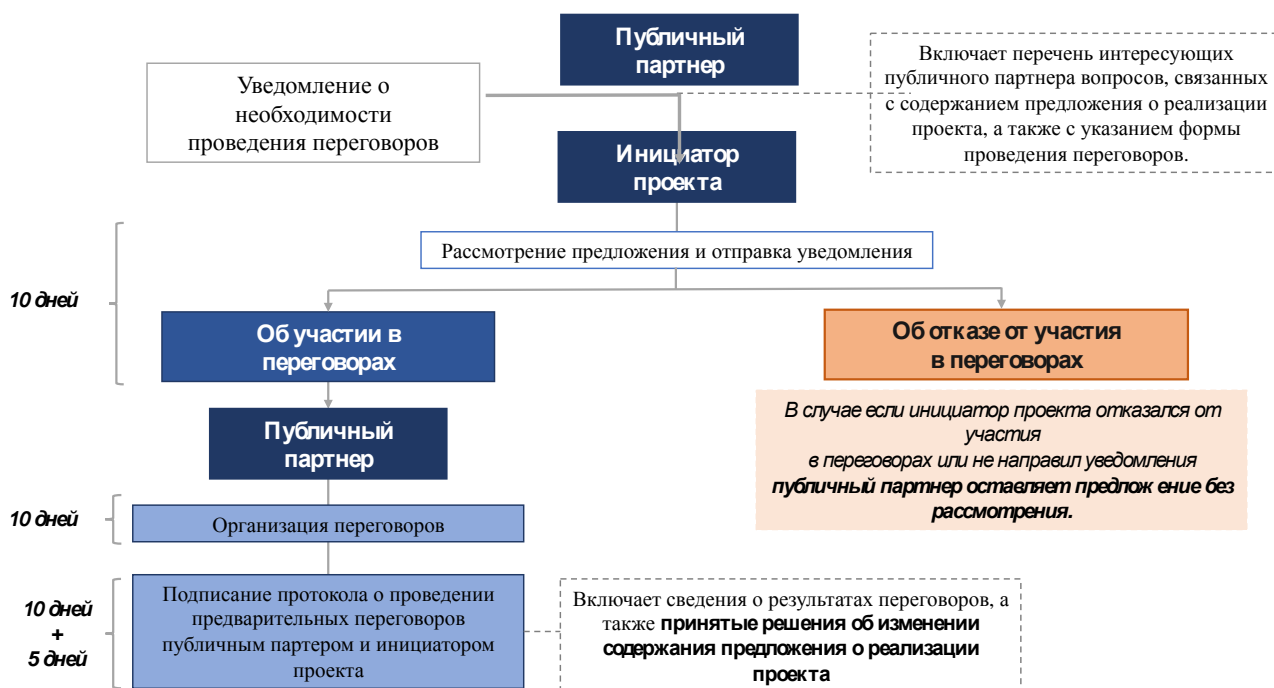 Публичный
партнер
Уведомление о
необходимости
проведения переговоров
Включает перечень интересующих
публичного партнера вопросов, связанных
с содержанием предложения о реализации
проекта, а также с указанием формы
проведения переговоров.
Инициатор
проекта
Рассмотрение предложения и отправка уведомления
10 дней
Об участии в
переговорах
Об отказе от участия
в переговорах
В случае если инициатор проекта отказался от
участия
в переговорах или не направил уведомления
публичный партнер оставляет предлож ение без
рассмотрения.
Публичный
партнер
10 дней
Организация переговоров
10 дней
+
5 дней
Подписание протокола о проведении
предварительных переговоров
публичным партером и инициатором
проекта
Включает сведения о результатах переговоров, а
также принятые решения об изменении
содержания предложения о реализации
проекта